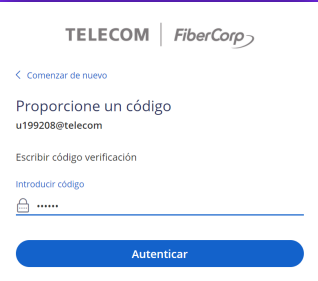 TELECOM FiberCorp
Comenzar de nuevo
Proporcione un código
u199208@telecom
Escribir código verificación
Introducir código
••••••
Autenticar